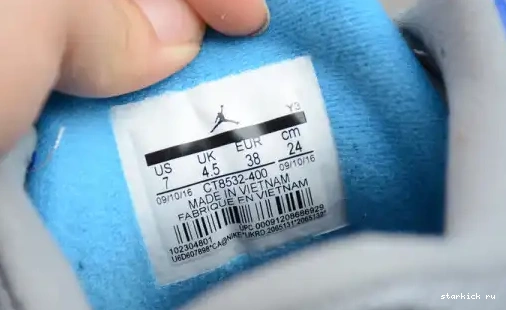 Y3
US UK EUR cm
7 4.5 38 24
09/10/16 09/10/16
CT8532-400
MADE IN VIETNAM
FABRIQUE EN VIETNAM
102304801 UPC 00091208686929
starkick ru